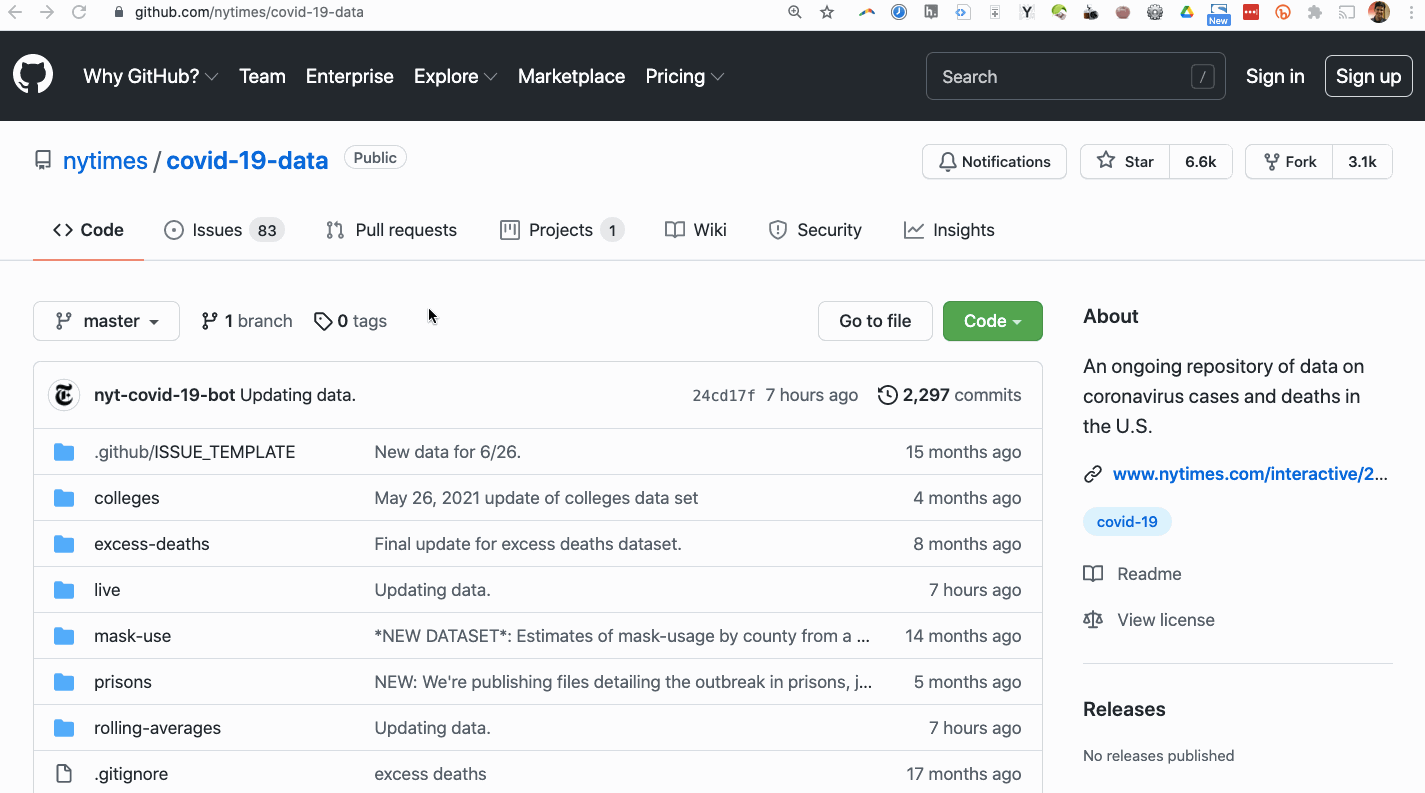 github.com/nytimes/covid-19-data
New
Why GitHub? Team Enterprise Explore Marketplace Pricing Search / Sign in Sign up
nytimes / covid-19-data Public Notifications Star 6.6k Fork 3.1k
Code Issues 83 Pull requests Projects 1 Wiki Security Insights
master 1 branch 0 tags Go to file Code
nyt-covid-19-bot Updating data. 24cd17f 7 hours ago 2,297 commits
.github/ISSUE_TEMPLATE New data for 6/26. 15 months ago
colleges May 26, 2021 update of colleges data set 4 months ago
excess-deaths Final update for excess deaths dataset. 8 months ago
live Updating data. 7 hours ago
mask-use *NEW DATASET*: Estimates of mask-usage by county from a ... 14 months ago
prisons NEW: We're publishing files detailing the outbreak in prisons, j... 5 months ago
rolling-averages Updating data. 7 hours ago
.gitignore excess deaths 17 months ago
About
An ongoing repository of data on
coronavirus cases and deaths in
the U.S.
www.nytimes.com/interactive/2...
covid-19
Readme
View license
Releases
No releases published